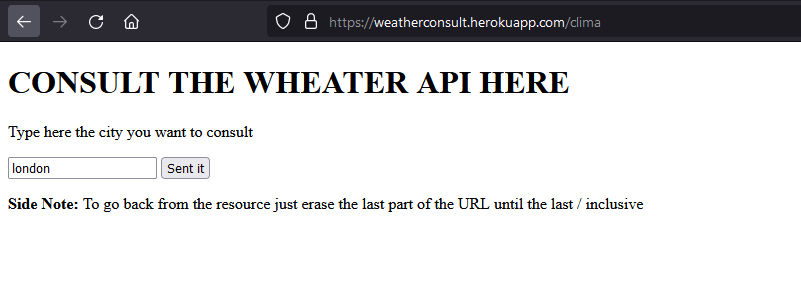 https://weatherconsult.herokuapp.com/clima
CONSULT THE WHEATER API HERE
Type here the city you want to consult
london Sent it
Side Note: To go back from the resource just erase the last part of the URL until the last / inclusive